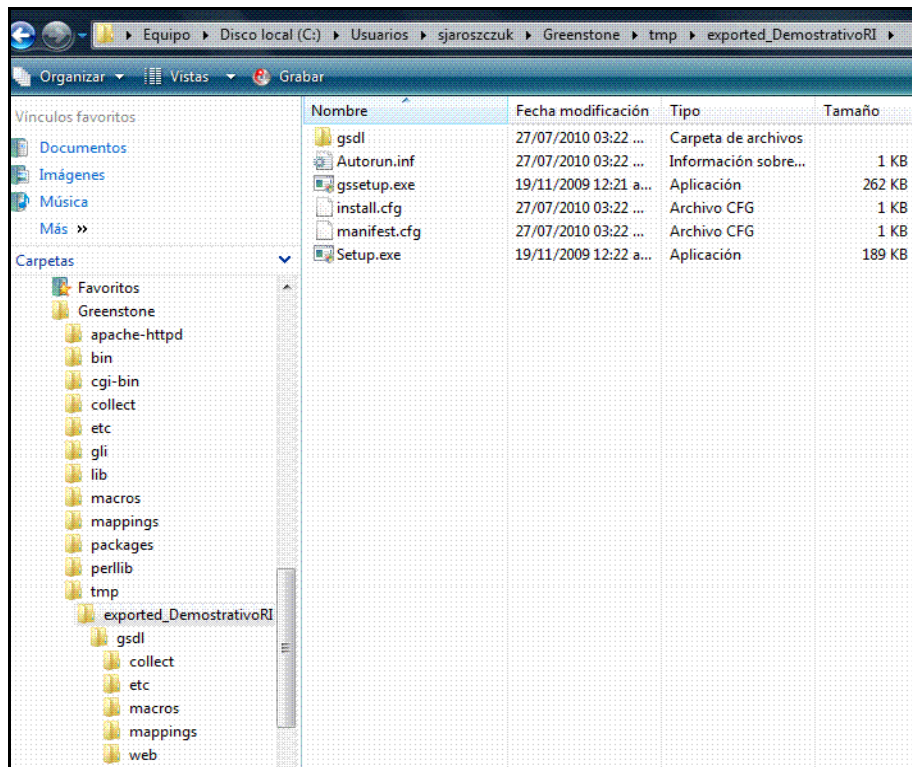 Equipo Disco local (C:) Usuarios sjaroszczuk Greenstone tmp exported_DemostrativoRI
Organizar Vistas Grabar
Vínculos favoritos
Documentos
Imágenes
Música
Más »
Carpetas
Favoritos
Greenstone
apache-httpd
bin
cgi-bin
collect
etc
gli
lib
macros
mappings
packages
perllib
tmp
exported_DemostrativoRI
gsdl
collect
etc
macros
mappings
web
Nombre Fecha modificación Tipo Tamaño
gsdl 27/07/2010 03:22 ... Carpeta de archivos
Autorun.inf 27/07/2010 03:22 ... Información sobre... 1 KB
gssetup.exe 19/11/2009 12:21 a... Aplicación 262 KB
install.cfg 27/07/2010 03:22 ... Archivo CFG 1 KB
manifest.cfg 27/07/2010 03:22 ... Archivo CFG 1 KB
Setup.exe 19/11/2009 12:22 a... Aplicación 189 KB